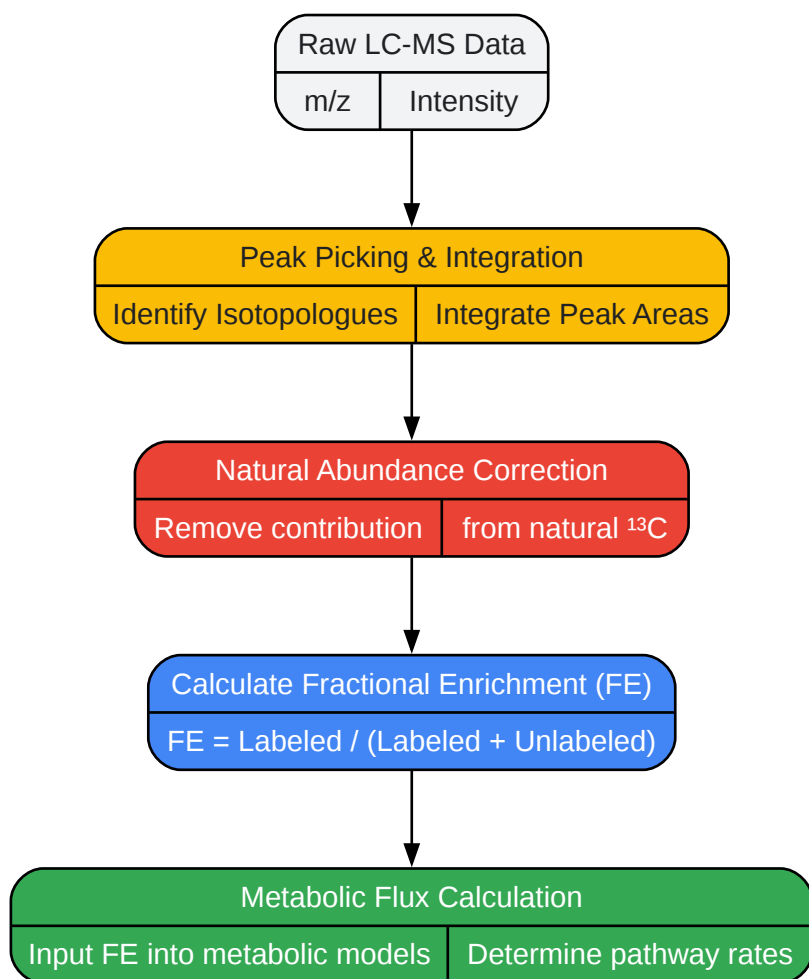 Raw LC-MS Data
m/z Intensity
Peak Picking & Integration
Identify Isotopologues Integrate Peak Areas
Natural Abundance Correction
Remove contribution from natural ¹³C
Calculate Fractional Enrichment (FE)
FE = Labeled / (Labeled + Unlabeled)
Metabolic Flux Calculation
Input FE into metabolic models Determine pathway rates